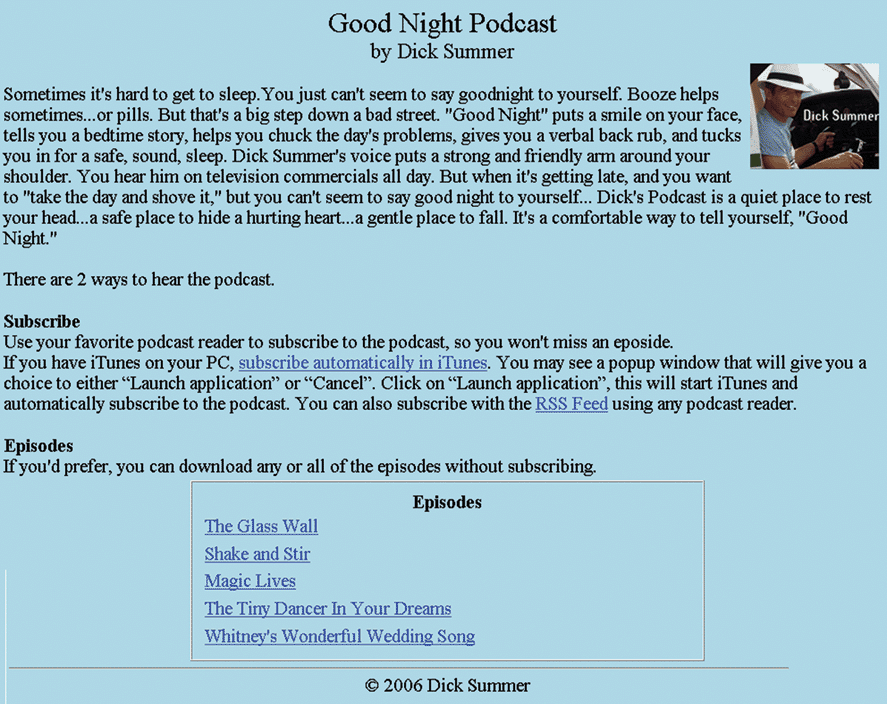 Good Night Podcast
by Dick Summer
Dick Summer
Sometimes it's hard to get to sleep.You just can't seem to say goodnight to yourself. Booze helps
sometimes...or pills. But that's a big step down a bad street. "Good Night" puts a smile on your face,
tells you a bedtime story, helps you chuck the day's problems, gives you a verbal back rub, and tucks
you in for a safe, sound, sleep. Dick Summer's voice puts a strong and friendly arm around your
shoulder. You hear him on television commercials all day. But when it's getting late, and you want
to "take the day and shove it," but you can't seem to say good night to yourself... Dick's Podcast is a quiet place to rest
your head...a safe place to hide a hurting heart...a gentle place to fall. It's a comfortable way to tell yourself, "Good
Night."
There are 2 ways to hear the podcast.
Subscribe
Use your favorite podcast reader to subscribe to the podcast, so you won't miss an eposide.
If you have iTunes on your PC, subscribe automatically in iTunes. You may see a popup window that will give you a
choice to either “Launch application” or “Cancel”. Click on “Launch application”, this will start iTunes and
automatically subscribe to the podcast. You can also subscribe with the RSS Feed using any podcast reader.
Episodes
If you'd prefer, you can download any or all of the episodes without subscribing.
Episodes
The Glass Wall
Shake and Stir
Magic Lives
The Tiny Dancer In Your Dreams
Whitney's Wonderful Wedding Song
© 2006 Dick Summer